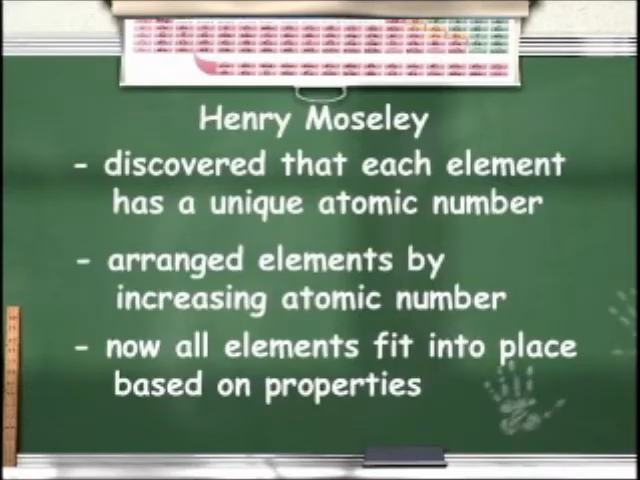 Henry Moseley
- discovered that each element
has a unique atomic number
- arranged elements by
increasing atomic number
- now all elements fit into place
based on properties